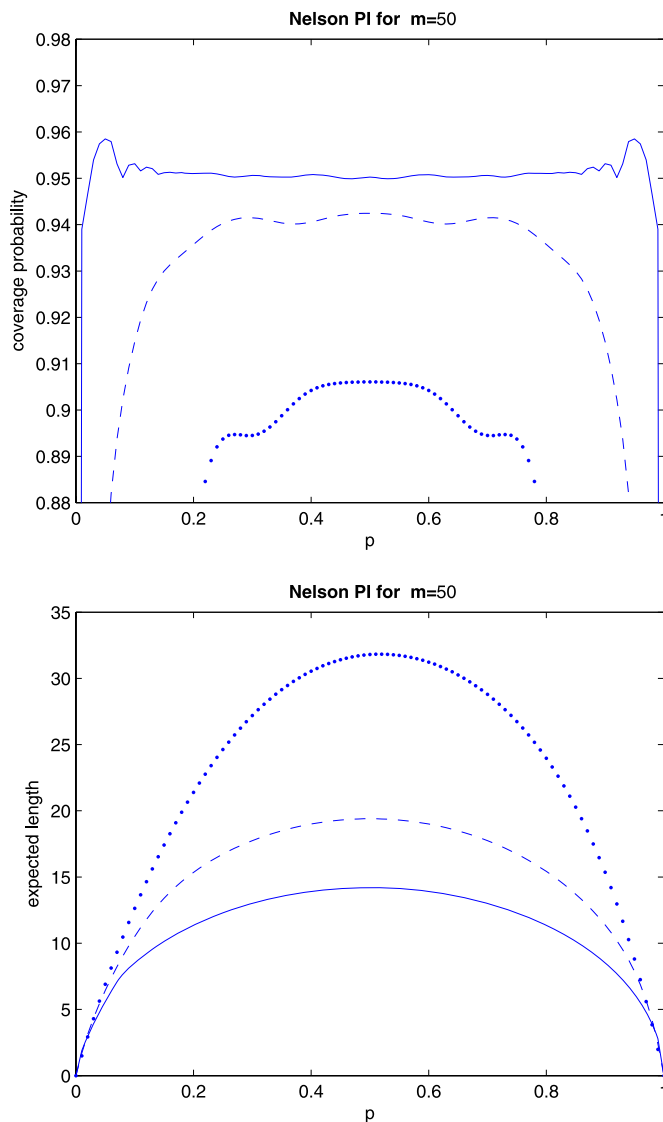 Nelson PI for m=50
0.98
0.97
0.96
0.95
0.94
0.93
0.92
0.91
0.9
0.89
0.88
coverage probability
0 0.2 0.4 0.6 0.8 1
p
Nelson PI for m=50
35
30
25
20
15
10
5
0
expected length
0 0.2 0.4 0.6 0.8 1
p